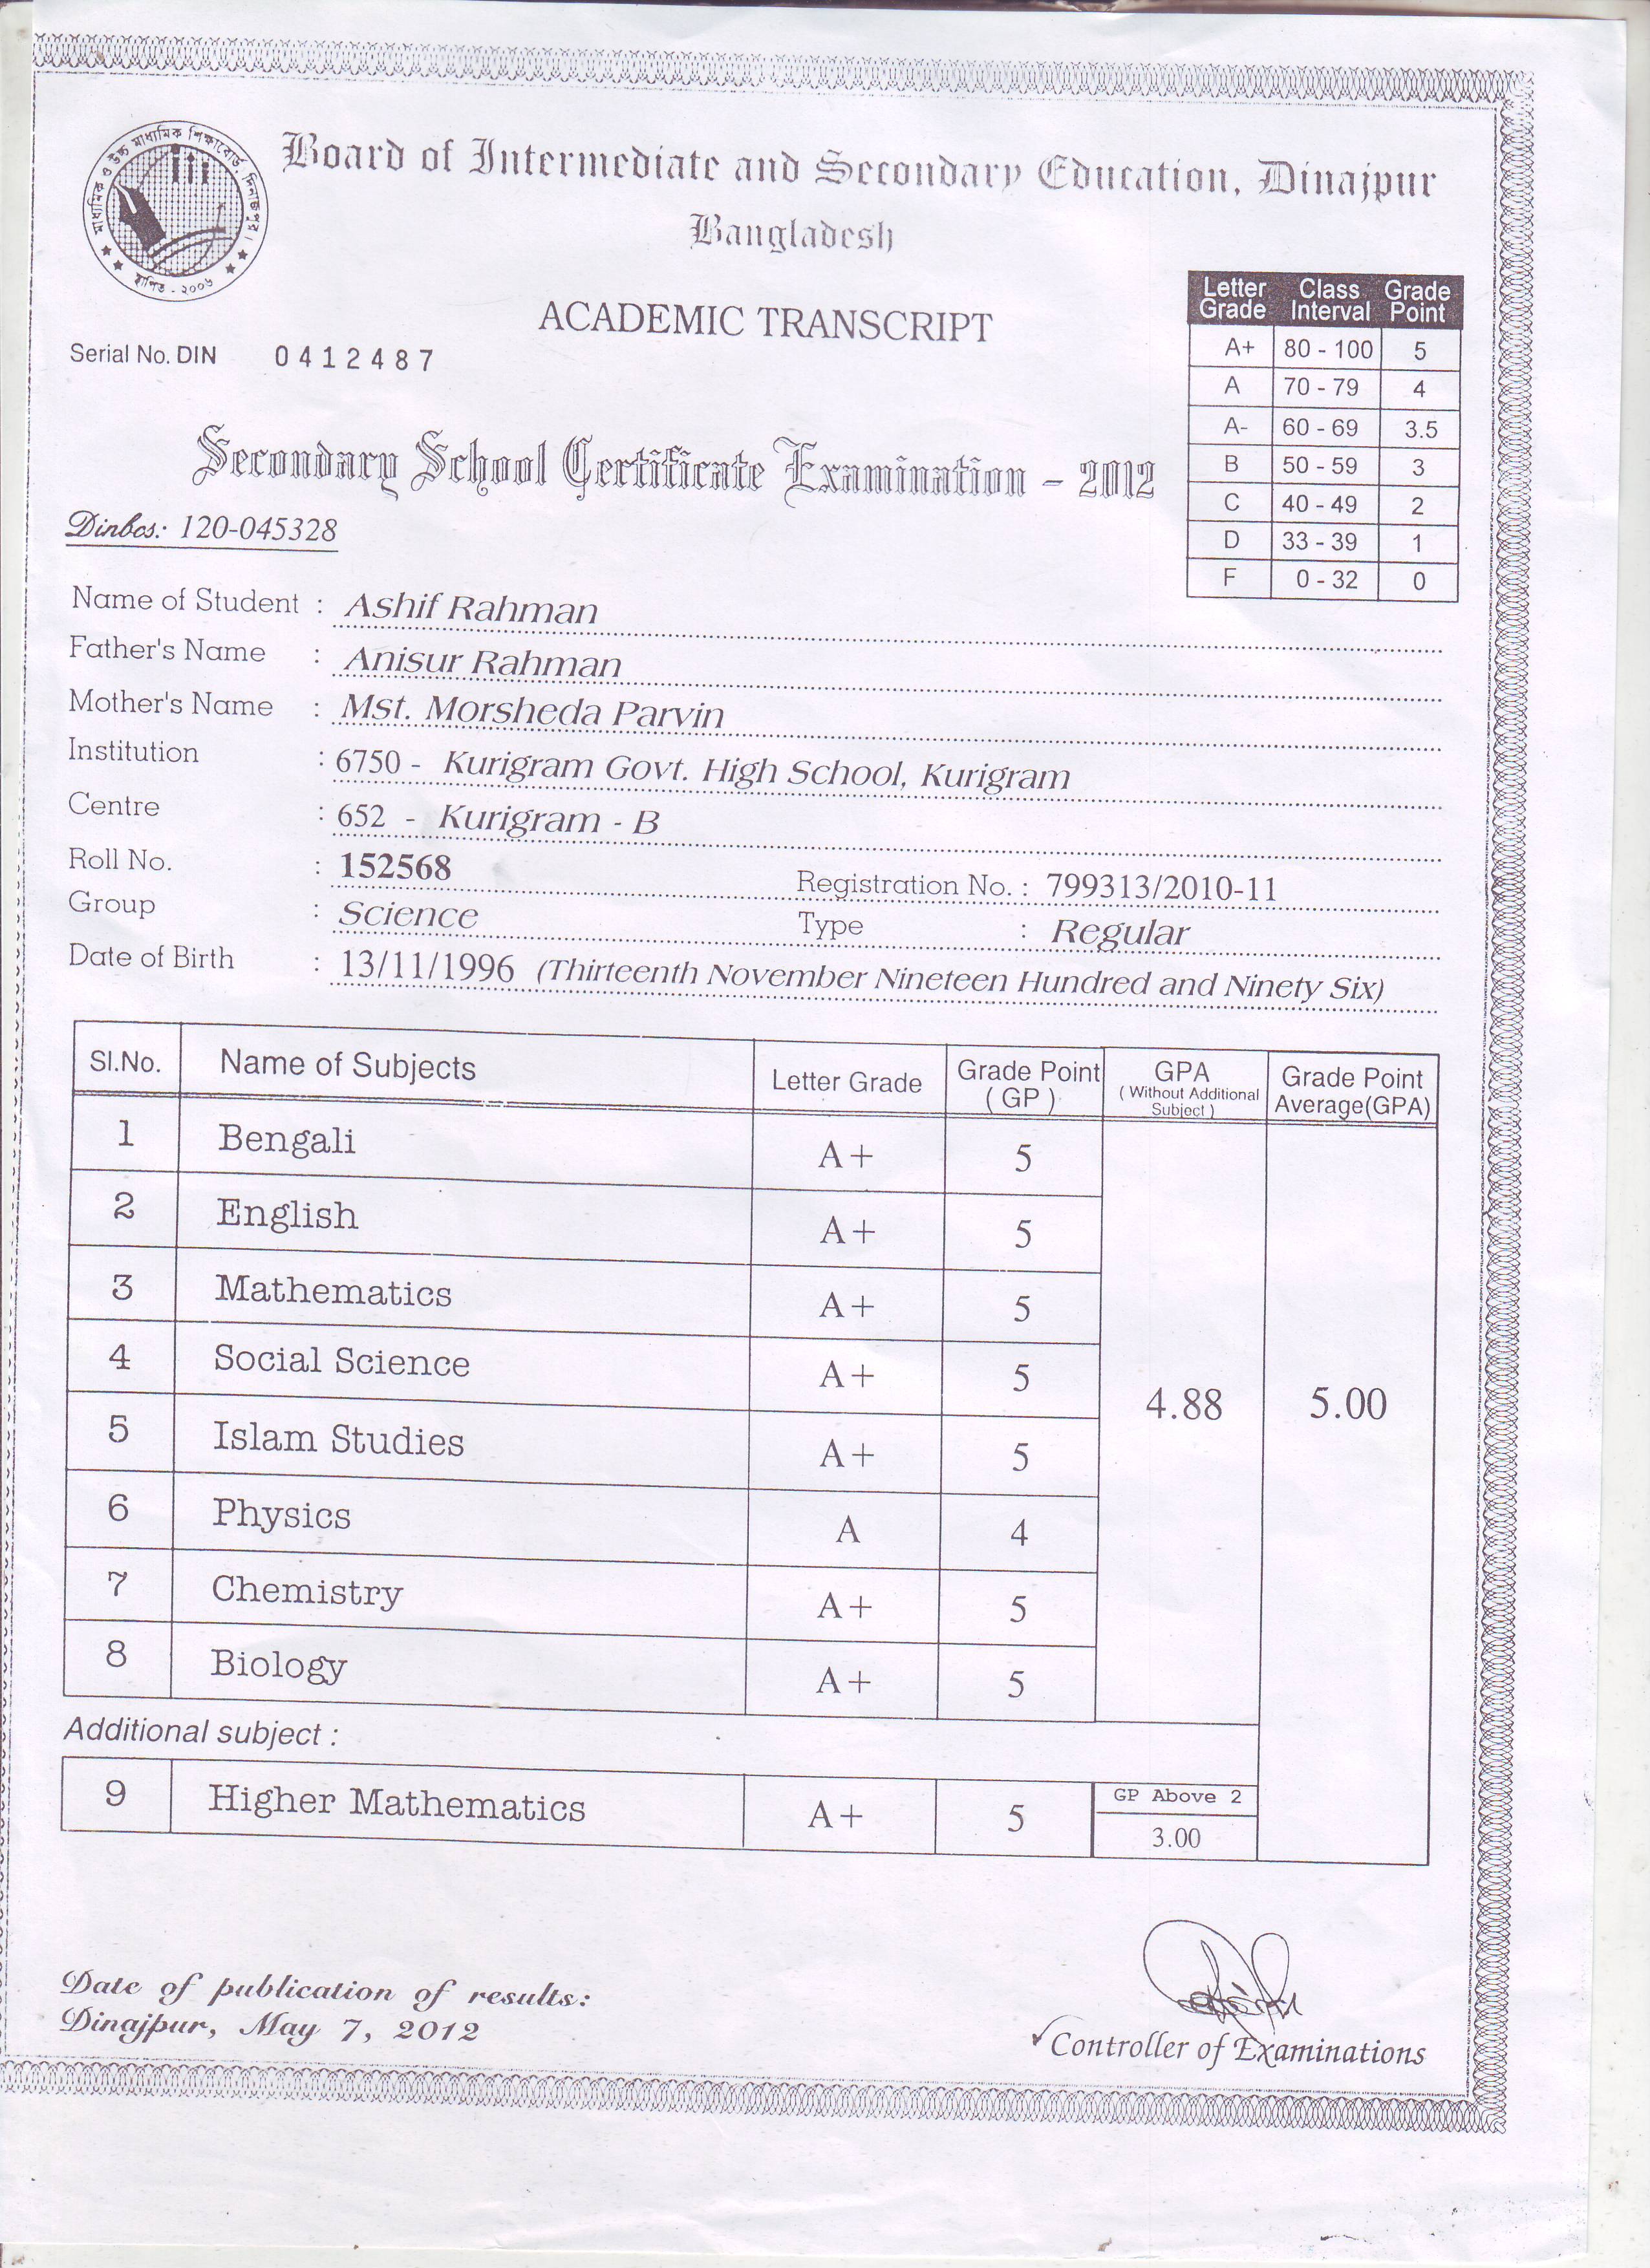 মাধ্যমিক ও উচ্চ মাধ্যমিক শিক্ষাবোর্ড দিনাজপুর।
স্থাপিত - ২০০৬
Board of Intermediate and Secondary Education, Dinajpur
Bangladesh
ACADEMIC TRANSCRIPT
Serial No. DIN 0412487
Letter Grade Class Interval Grade Point
A+ 80 - 100 5
A 70 - 79 4
A- 60 - 69 3.5
B 50 - 59 3
C 40 - 49 2
D 33 - 39 1
F 0 - 32 0
Secondary School Certificate Examination - 2012
Dinbcs: 120-045328
Name of Student : Ashif Rahman
Father's Name : Anisur Rahman
Mother's Name : Mst. Morsheda Parvin
Institution : 6750 - Kurigram Govt. High School, Kurigram
Centre : 652 - Kurigram - B
Roll No. : 152568 Registration No. : 799313/2010-11
Group : Science Type : Regular
Date of Birth : 13/11/1996 (Thirteenth November Nineteen Hundred and Ninety Six)
Sl.No. Name of Subjects Letter Grade Grade Point (GP) GPA (Without Additional Subject) Grade Point Average(GPA)
1 Bengali A+ 5
2 English A+ 5
3 Mathematics A+ 5
4 Social Science A+ 5
4.88 5.00
5 Islam Studies A+ 5
6 Physics A 4
7 Chemistry A+ 5
8 Biology A+ 5
Additional subject :
9 Higher Mathematics A+ 5 GP Above 2
3.00
Date of publication of results:
Dinajpur, May 7, 2012
Controller of Examinations